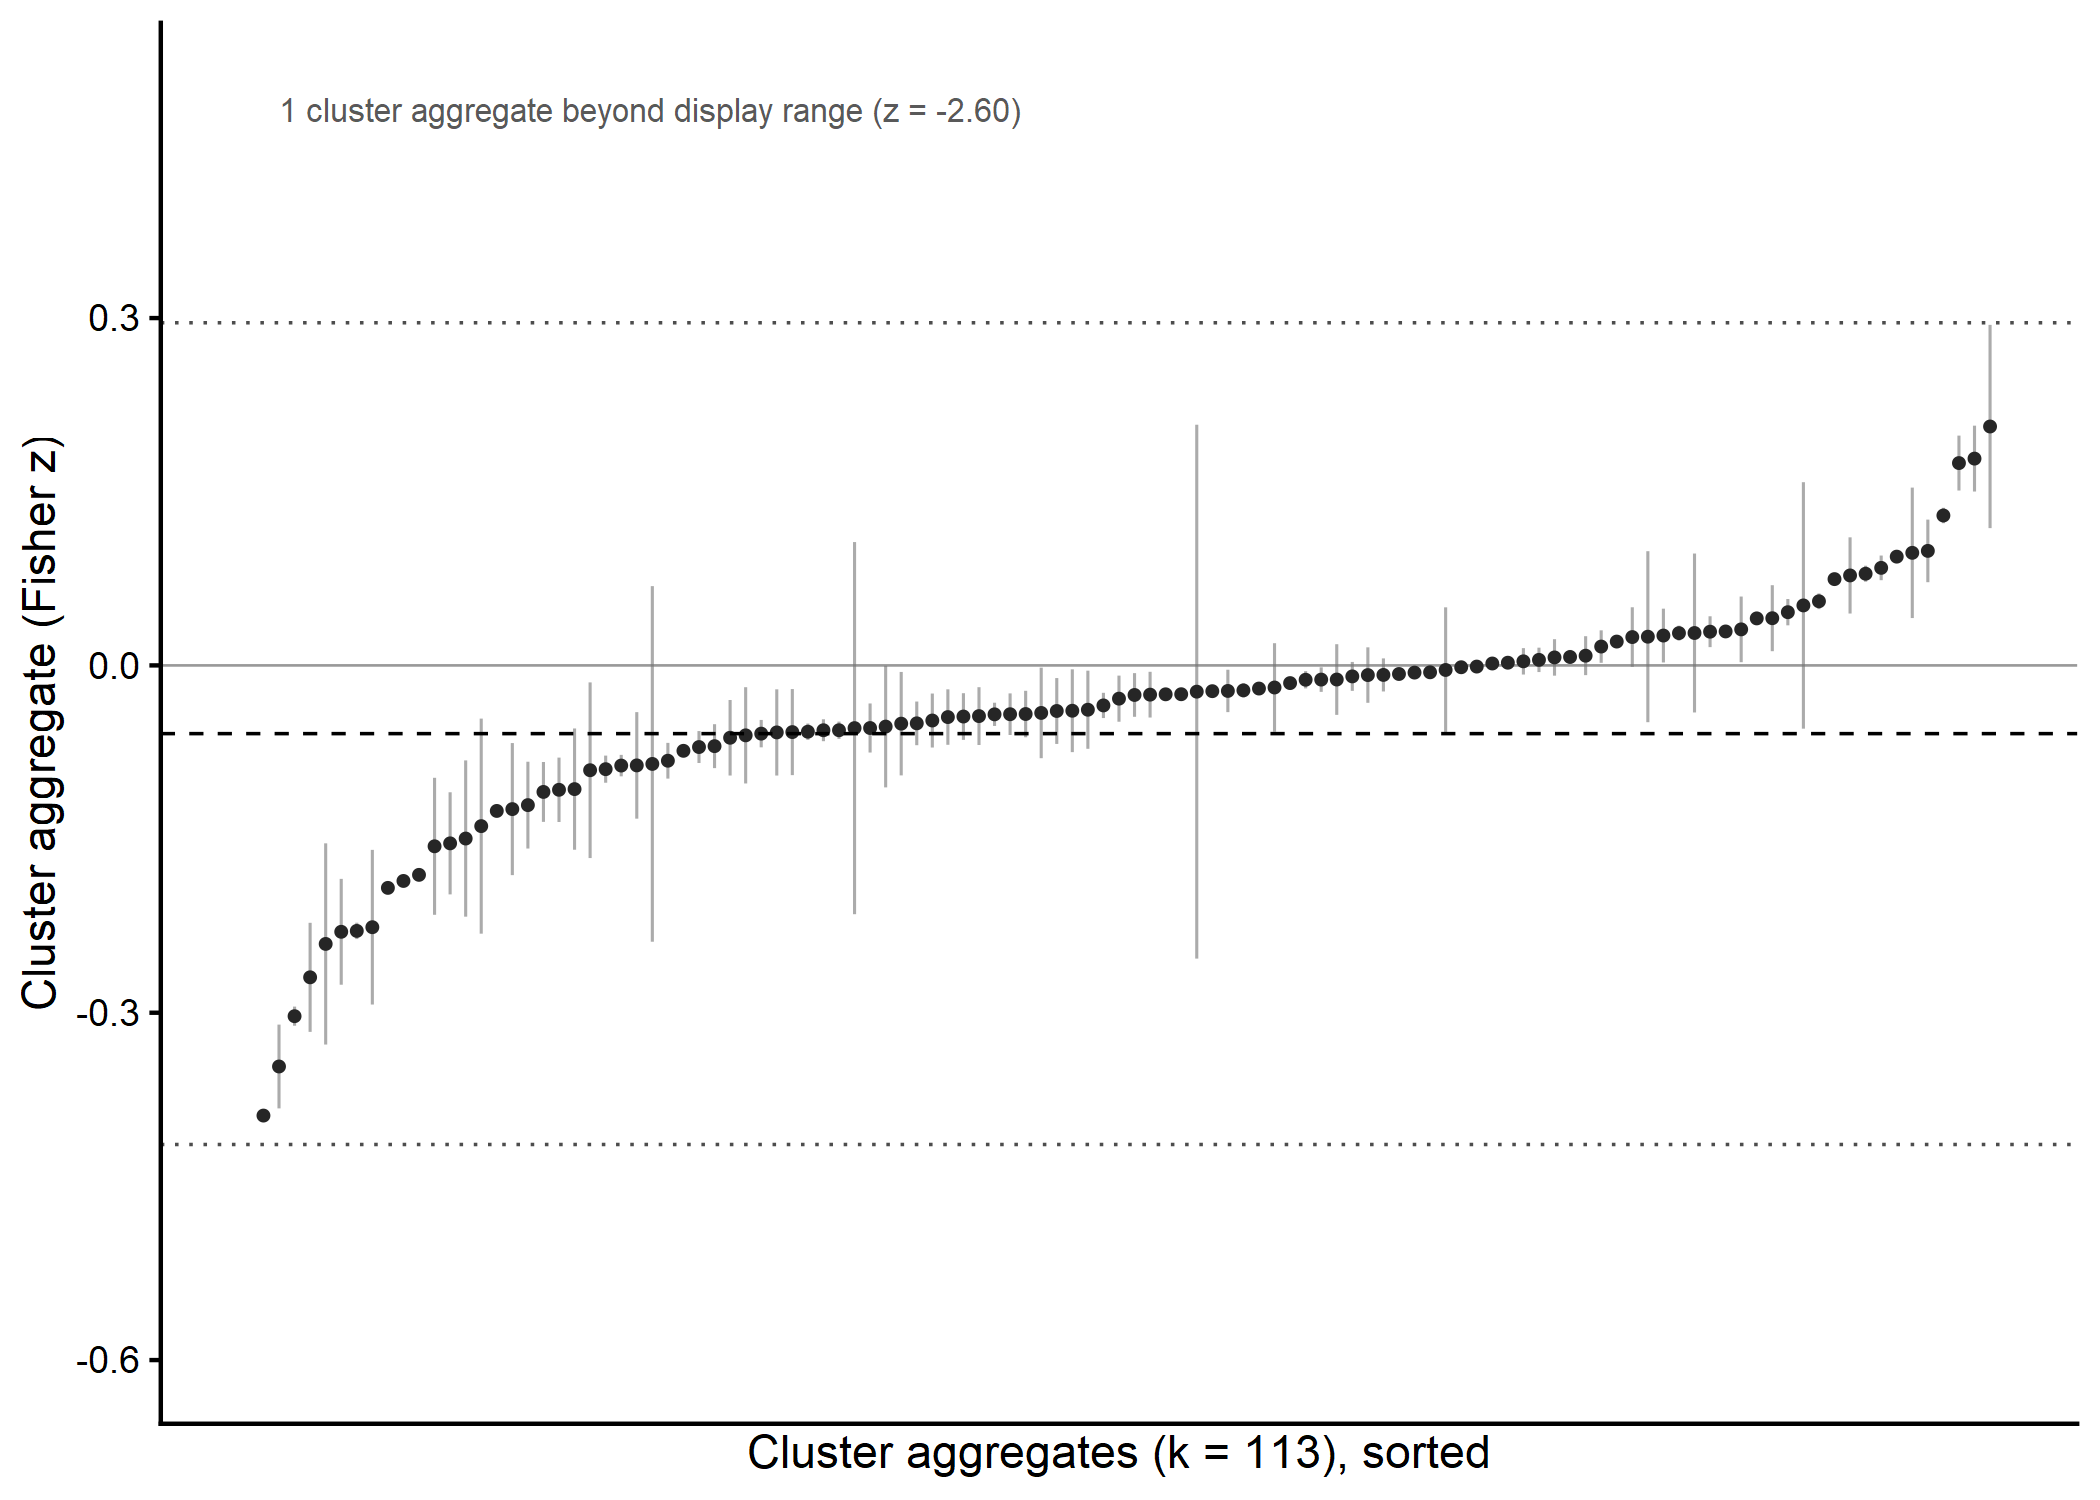 1 cluster aggregate beyond display range (z = -2.60)
0.3
0.0
-0.3
-0.6
Cluster aggregate (Fisher z)
Cluster aggregates (k = 113), sorted